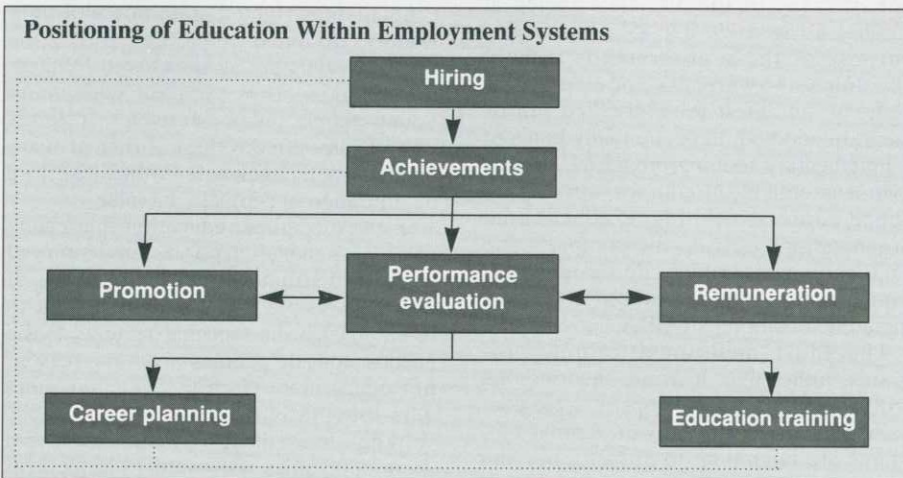 Positioning of Education Within Employment Systems
Hiring
Achievements
Promotion
Performance
evaluation
Remuneration
Career planning
Education training